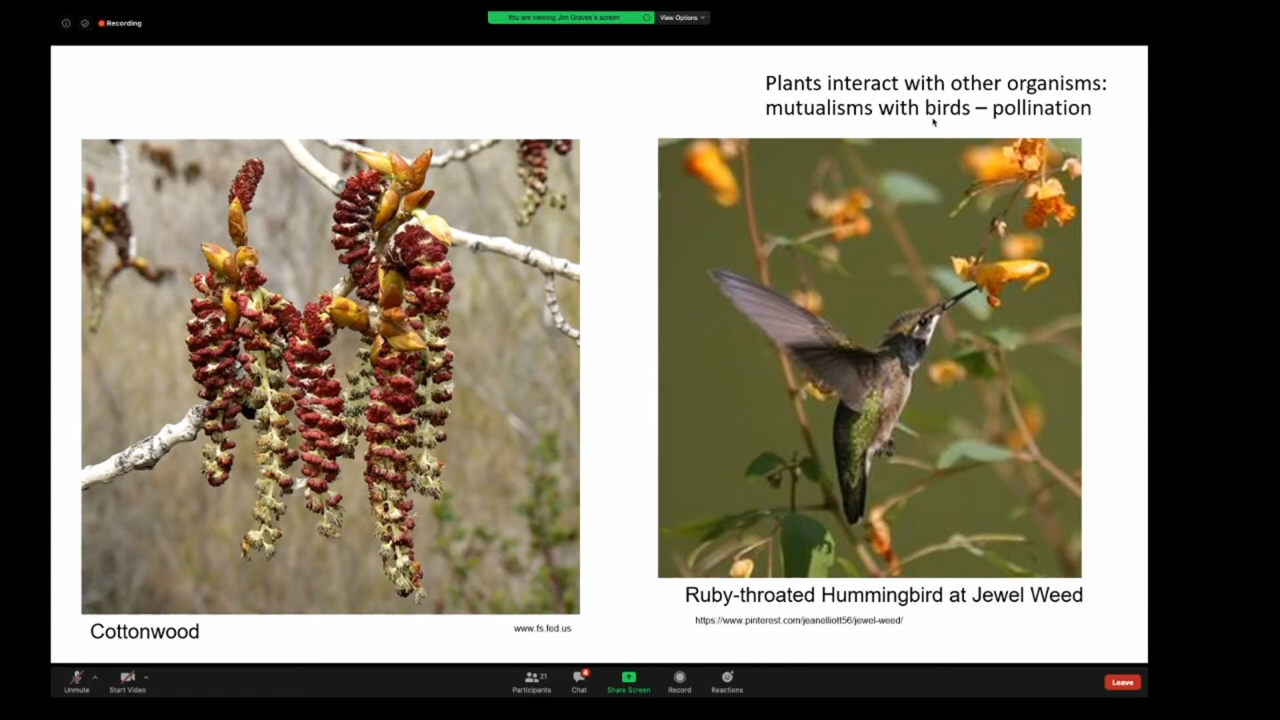 Recording
You are viewing Jim Graves's screen
View Options
Plants interact with other organisms:
mutualisms with birds – pollination
Cottonwood
www.fs.fed.us
Ruby-throated Hummingbird at Jewel Weed
https://www.pinterest.com/jeanelliott56/jewel-weed/
Unmute
Start Video
21
Participants
4
Chat
Share Screen
Record
Reactions
Leave